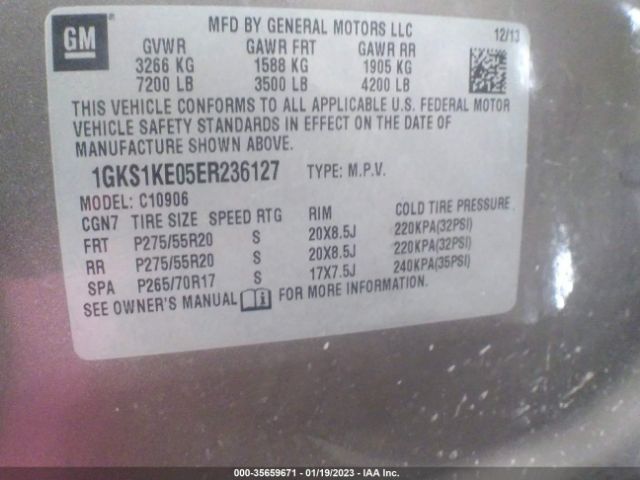 GM
MFD BY GENERAL MOTORS LLC 12/13
GVWR GAWR FRT GAWR RR
3266 KG 1588 KG 1905 KG
7200 LB 3500 LB 4200 LB
THIS VEHICLE CONFORMS TO ALL APPLICABLE U.S. FEDERAL MOTOR
VEHICLE SAFETY STANDARDS IN EFFECT ON THE DATE OF
MANUFACTURE SHOWN ABOVE.
1GKS1KE05ER236127 TYPE: M.P.V.
MODEL: C10906
CGN7 TIRE SIZE SPEED RTG RIM COLD TIRE PRESSURE
FRT P275/55R20 S 20X8.5J 220KPA(32PSI)
RR P275/55R20 S 20X8.5J 220KPA(32PSI)
SPA P265/70R17 S 17X7.5J 240KPA(35PSI)
SEE OWNER'S MANUAL FOR MORE INFORMATION.
000-35659671 - 01/19/2023 - IAA Inc.